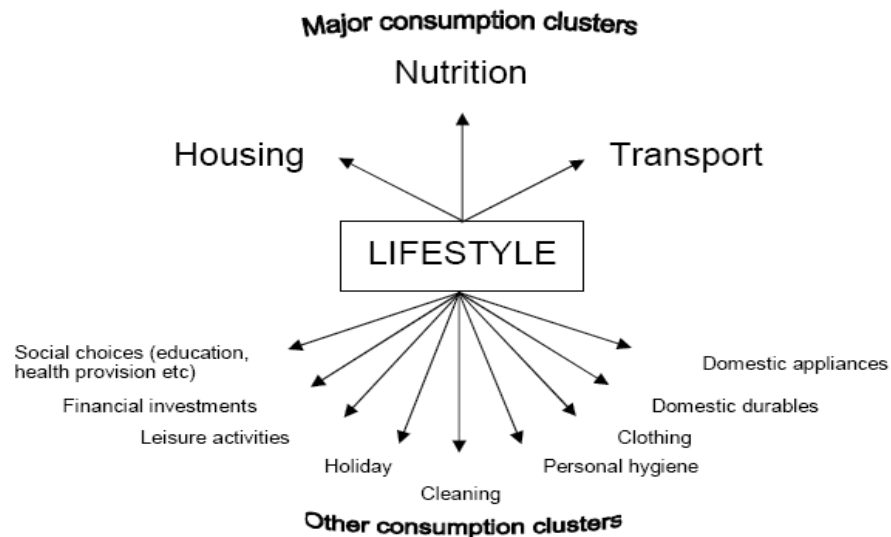 Major consumption clusters
Nutrition
Housing
Transport
LIFESTYLE
Social choices (education,
health provision etc)
Domestic appliances
Financial investments
Domestic durables
Leisure activities
Clothing
Holiday
Personal hygiene
Cleaning
Other consumption clusters